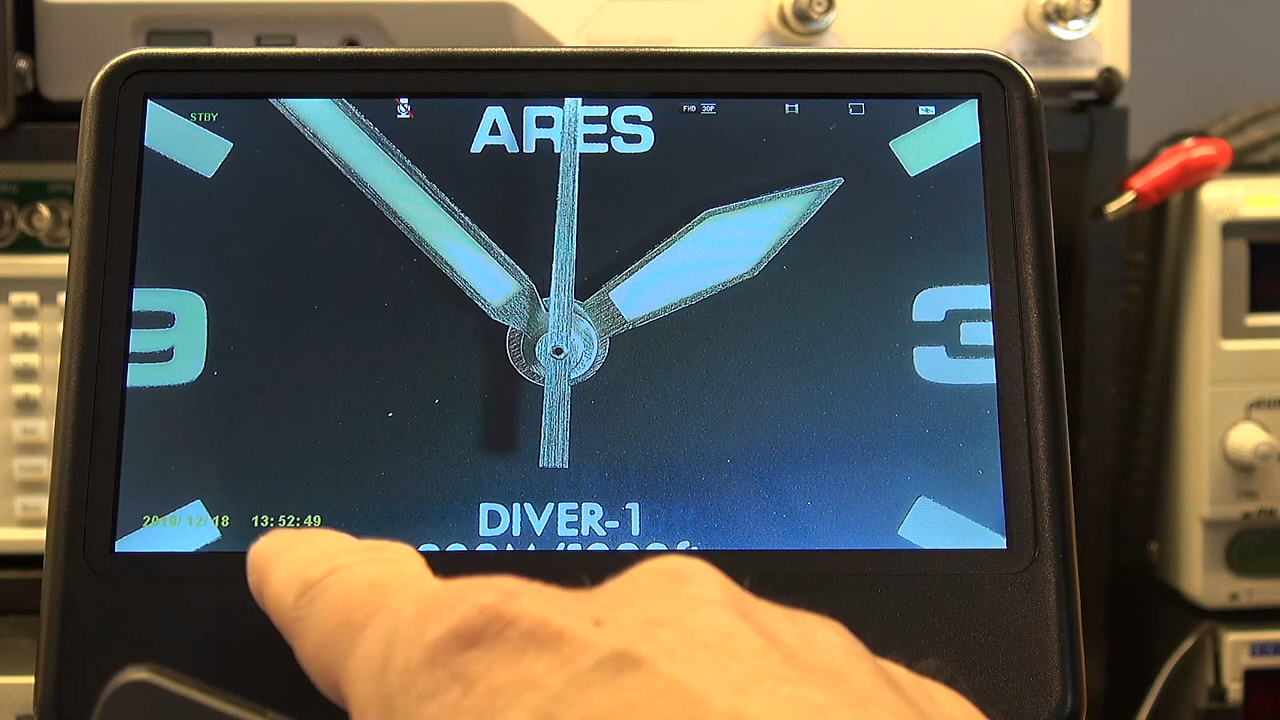 STBY
FHD 30P
ARES
9
3
2019/12/18 13:52:49
DIVER-1